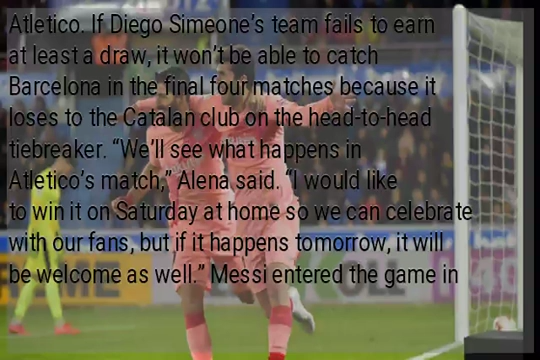 Atletico. If Diego Simeone's team fails to earn
at least a draw, it won't be able to catch
Barcelona in the final four matches because it
loses to the Catalan club on the head-to-head
tiebreaker. “We'll see what happens in
Atletico's match,” Alena said. “I would like
to win it on Saturday at home so we can celebrate
with our fans, but if it happens tomorrow, it will
be welcome as well.” Messi entered the game in